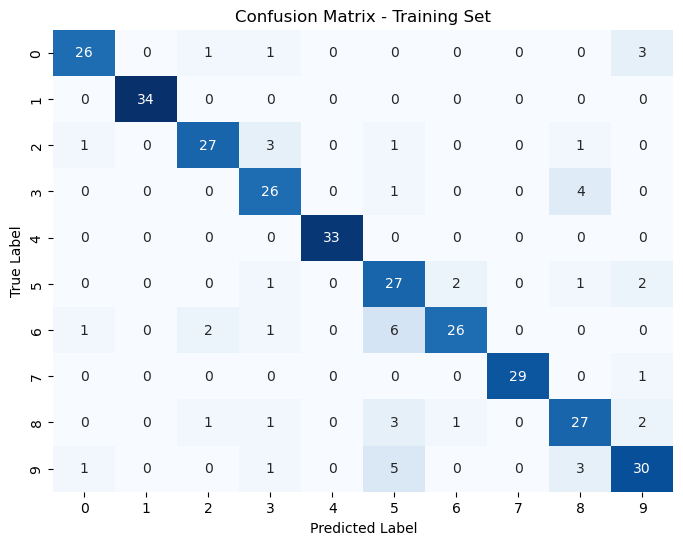 Confusion Matrix - Training Set
0 26 0 1 1 0 0 0 0 0 3
1 0 34 0 0 0 0 0 0 0 0
2 1 0 27 3 0 1 0 0 1 0
3 0 0 0 26 0 1 0 0 4 0
4 0 0 0 0 33 0 0 0 0 0
True Label
5 0 0 0 1 0 27 2 0 1 2
6 1 0 2 1 0 6 26 0 0 0
7 0 0 0 0 0 0 0 29 0 1
8 0 0 1 1 0 3 1 0 27 2
9 1 0 0 1 0 5 0 0 3 30
0 1 2 3 4 5 6 7 8 9
Predicted Label